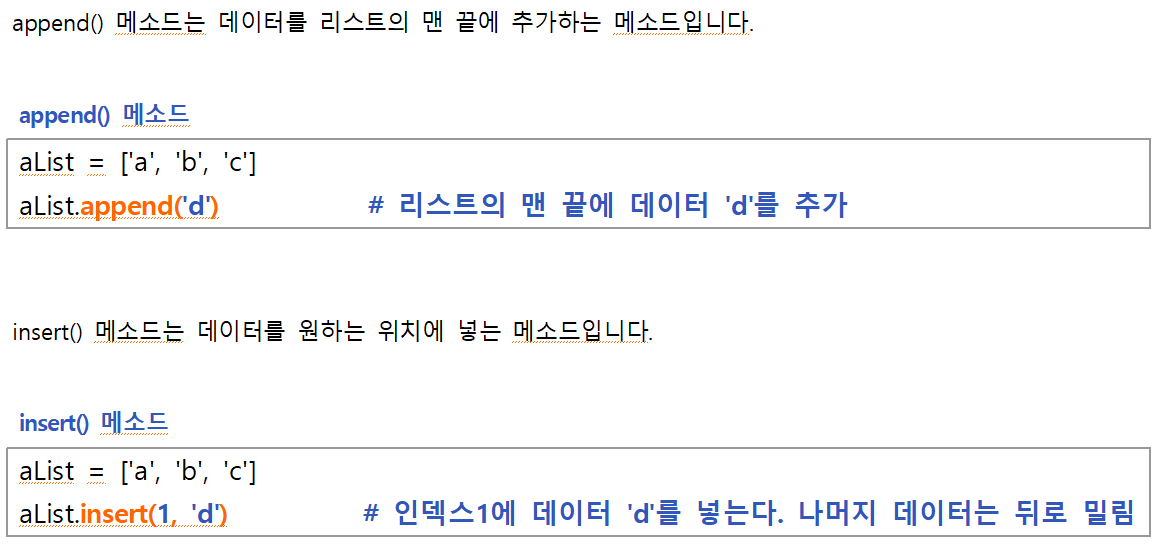 append() 메소드는 데이터를 리스트의 맨 끝에 추가하는 메소드입니다.
append() 메소드
aList = ['a', 'b', 'c']
aList.append('d') # 리스트의 맨 끝에 데이터 'd'를 추가
insert() 메소드는 데이터를 원하는 위치에 넣는 메소드입니다.
insert() 메소드
aList = ['a', 'b', 'c']
aList.insert(1, 'd') # 인덱스1에 데이터 'd'를 넣는다. 나머지 데이터는 뒤로 밀림